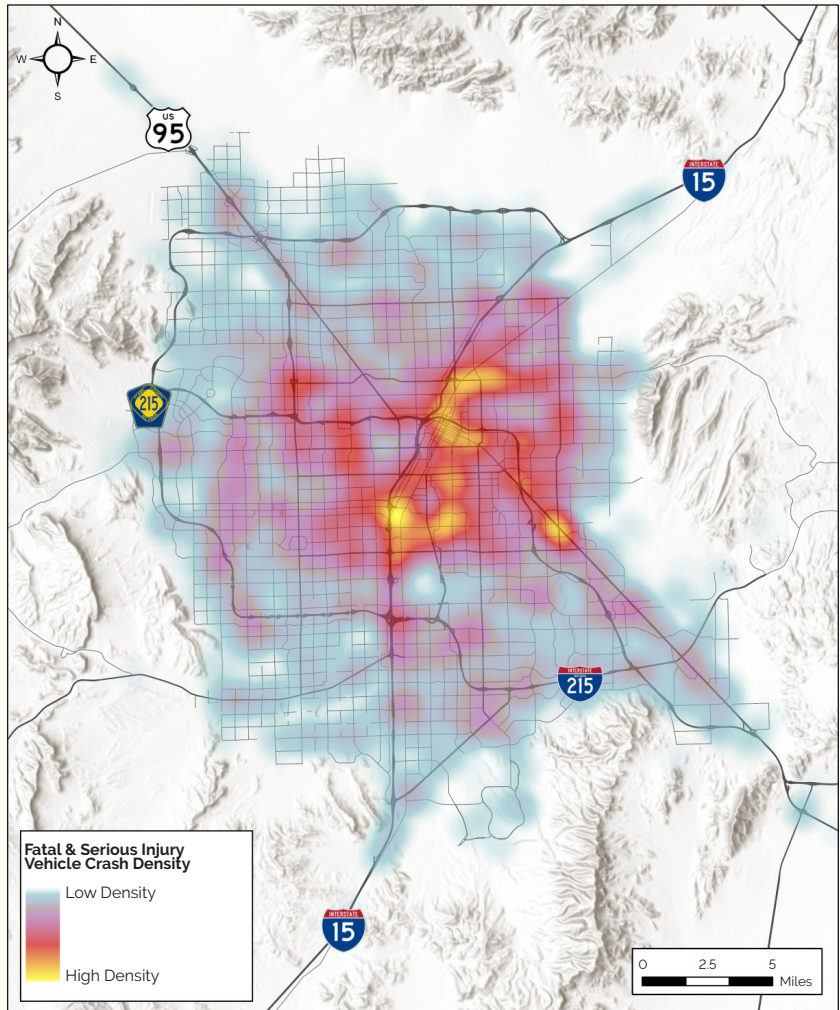 N
W
E
S
US
95
INTERSTATE
15
215
INTERSTATE
215
Fatal & Serious Injury
Vehicle Crash Density
Low Density
High Density
INTERSTATE
15
0 2.5 5
Miles